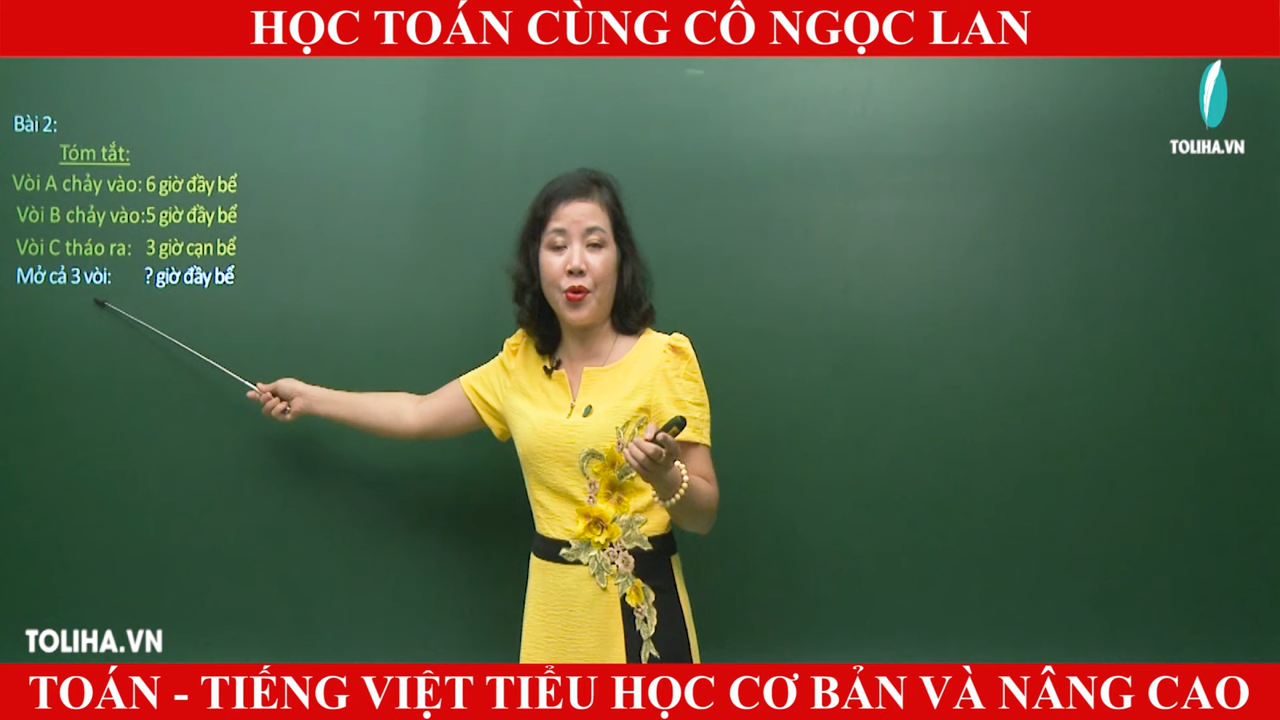 HỌC TOÁN CÙNG CÔ NGỌC LAN
TOLIHA.VN
Bài 2:
Tóm tắt:
Vòi A chảy vào: 6 giờ đầy bể
Vòi B chảy vào:5 giờ đầy bể
Vòi C tháo ra: 3 giờ cạn bể
Mở cả 3 vòi: ? giờ đầy bể
TOLIHA.VN
TOÁN - TIẾNG VIỆT TIỂU HỌC CƠ BẢN VÀ NÂNG CAO